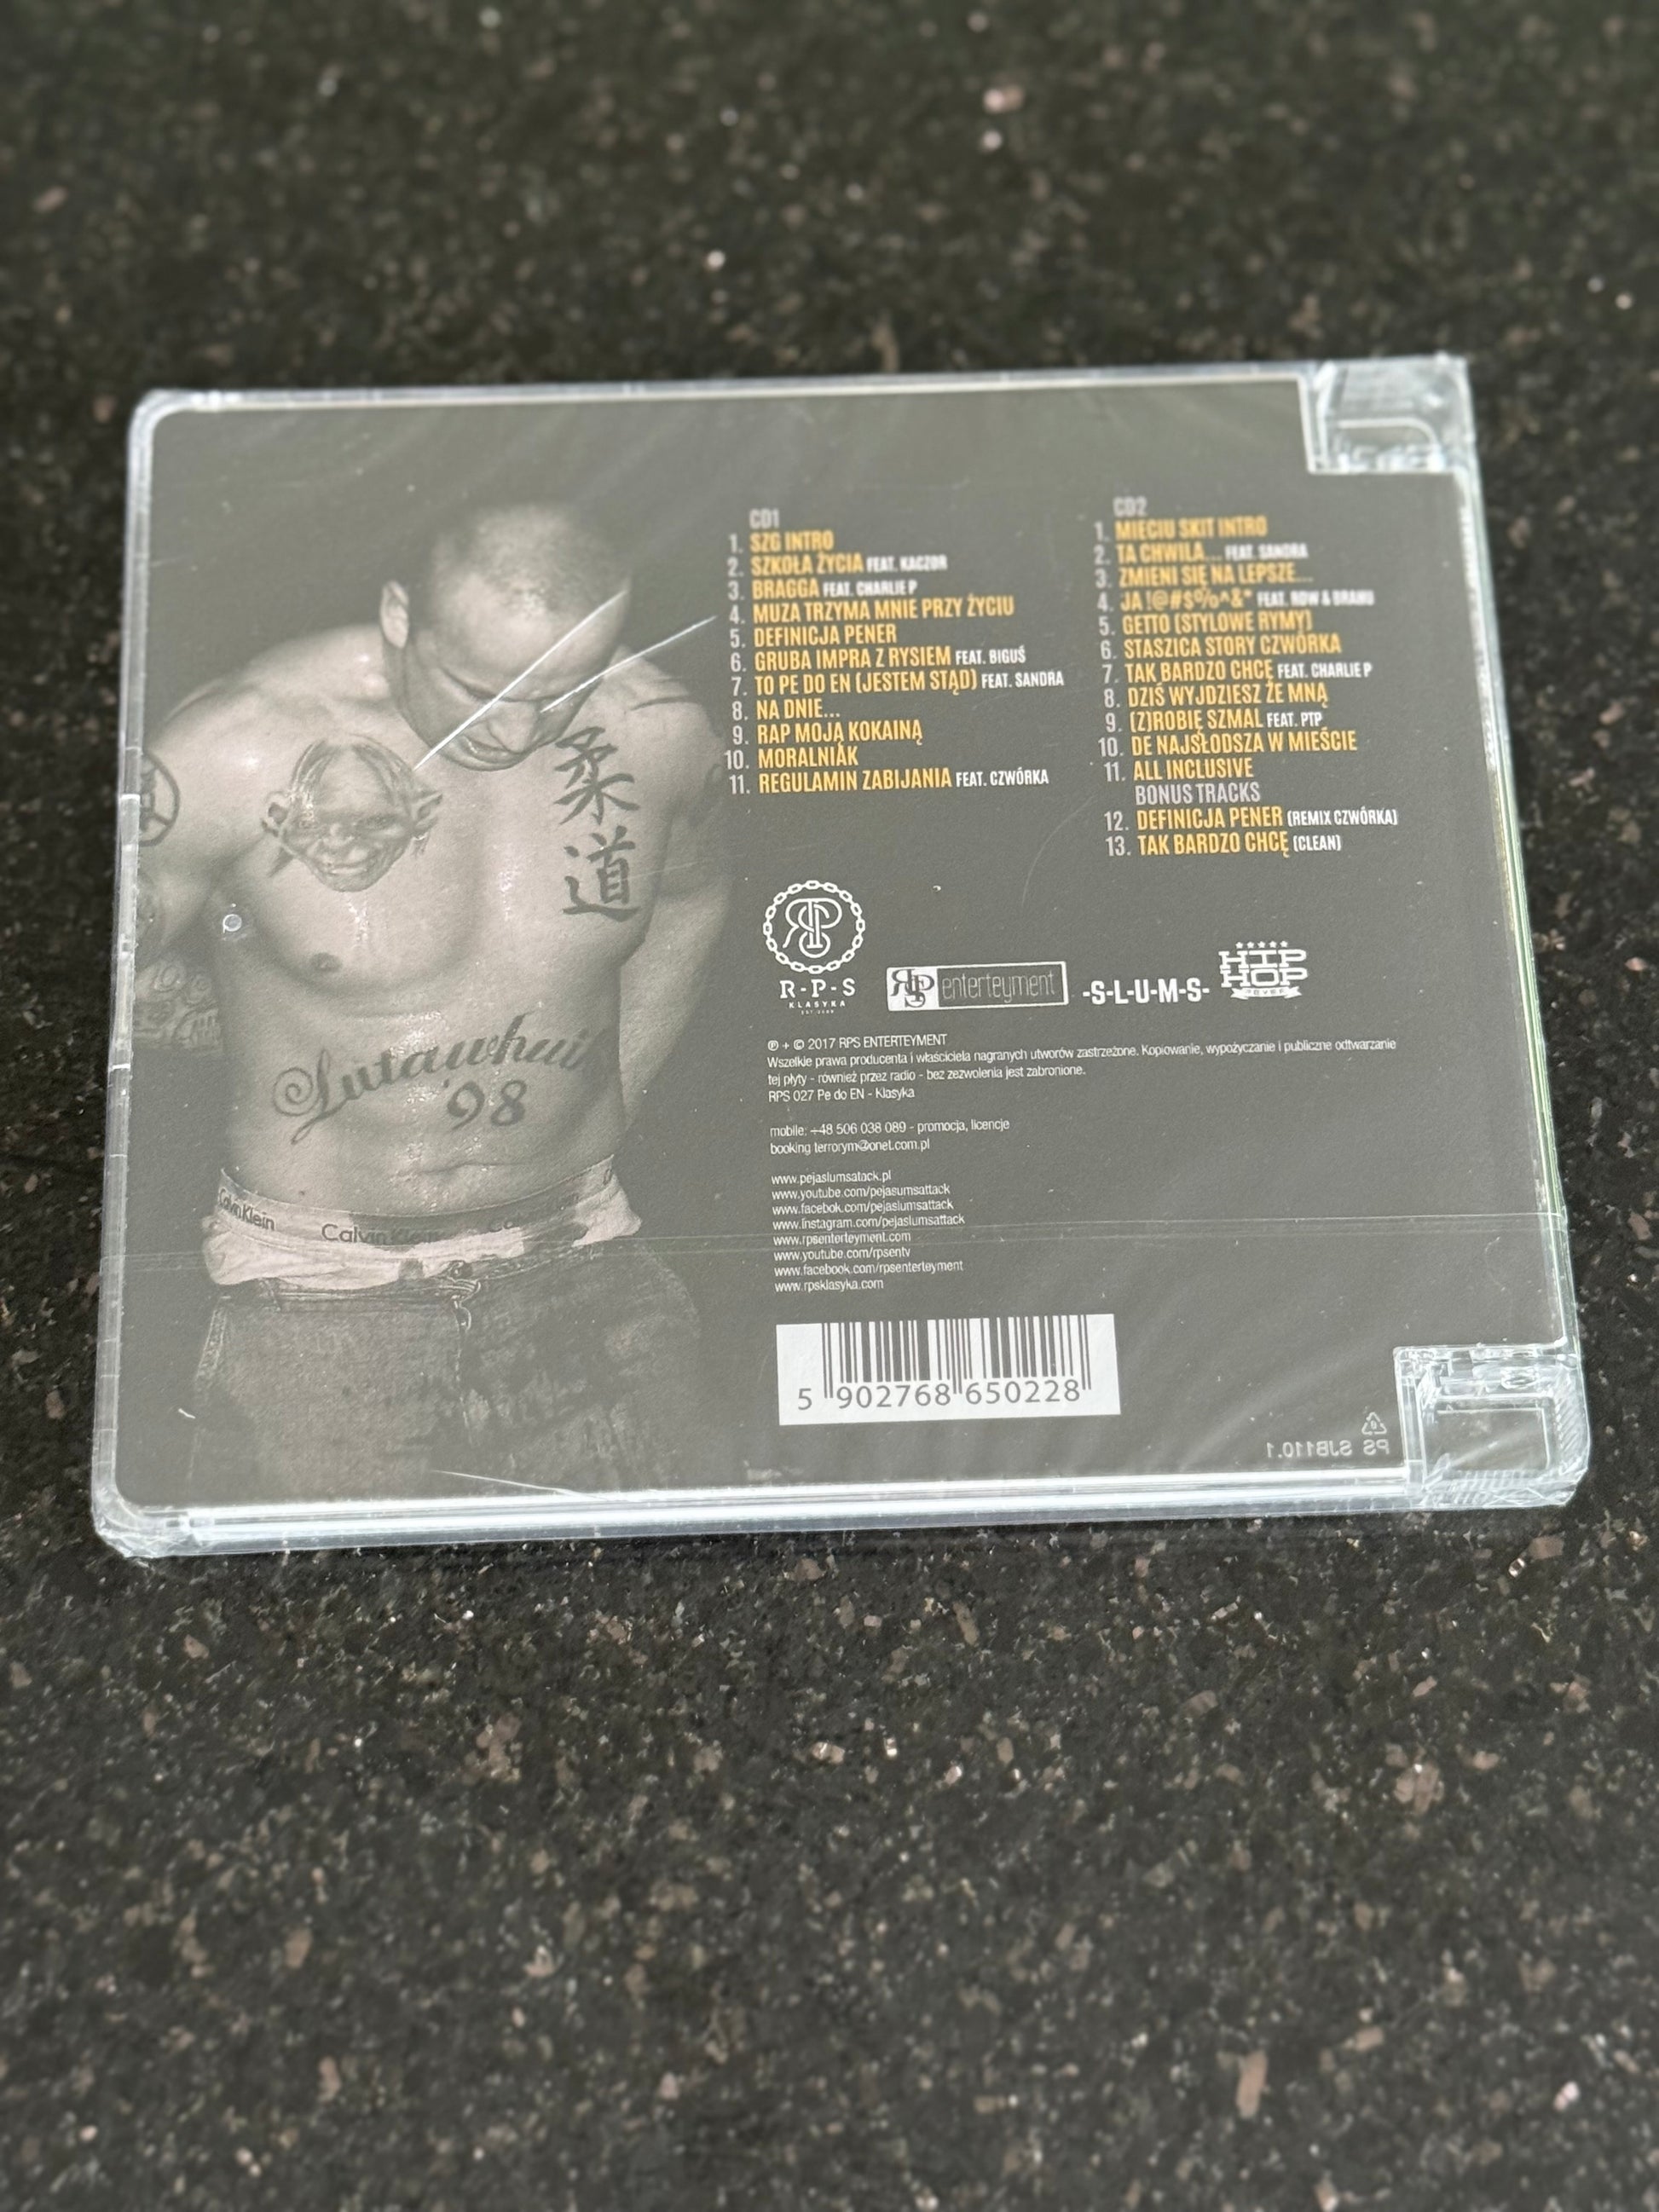 CD1
1. SZG INTRO
2. SZKOŁA ŻYCIA FEAT. KACZOR
3. BRAGGA FEAT. CHARLIE P
4. MUZA TRZYMA MNIE PRZY ŻYCIU
5. DEFINICJA PENER
6. GRUBA IMPRA Z RYSIEM FEAT. BIGUŚ
7. TO PE DO EN (JESTEM STĄD) FEAT. SANDRA
8. NA DNIE...
9. RAP MOJĄ KOKAINĄ
10. MORALNIAK
11. REGULAMIN ZABIJANIA FEAT. CZWÓRKA
CD2
1. MIECIU SKIT INTRO
2. TA CHWILA... FEAT. SANDRA
3. ZMIENI SIĘ NA LEPSZE...
4. JA !@#$%^&* FEAT. RDW & BRAHU
5. GETTO (STYLOWE RYMY)
6. STASZICA STORY CZWÓRKA
7. TAK BARDZO CHCĘ FEAT. CHARLIE P
8. DZIŚ WYJDZIESZ ŻE MNĄ
9. (Z)ROBIĘ SZMAL FEAT. PTP
10. DE NAJSŁODSZA W MIEŚCIE
11. ALL INCLUSIVE
BONUS TRACKS
12. DEFINICJA PENER (REMIX CZWÓRKA)
13. TAK BARDZO CHCĘ (CLEAN)
柔道
Lutawhui
'98
Calvin Klein
Calvin Klein
RPS
R-P-S
KLASYKA
RPS enterteyment
-S-L-U-M-S-
HIP
HOP
℗ + © 2017 RPS ENTERTEYMENT
Wszelkie prawa producenta i właściciela nagranych utworów zastrzeżone. Kopiowanie, wypożyczanie i publiczne odtwarzanie
tej płyty - również przez radio - bez zezwolenia jest zabronione.
RPS 027 Pe do EN - Klasyka
mobile: +48 506 038 089 - promocja, licencje
booking terrorym@onet.com.pl
www.pejaslumsatack.pl
www.youtube.com/pejasumsattack
www.facebok.com/pejaslumsattack
www.instagram.com/pejaslumsattack
www.rpsenterteyment.com
www.youtube.com/rpsentv
www.facebook.com/rpsenterteyment
www.rpsklasyka.com
5 902768 650228
PS SJB110.1